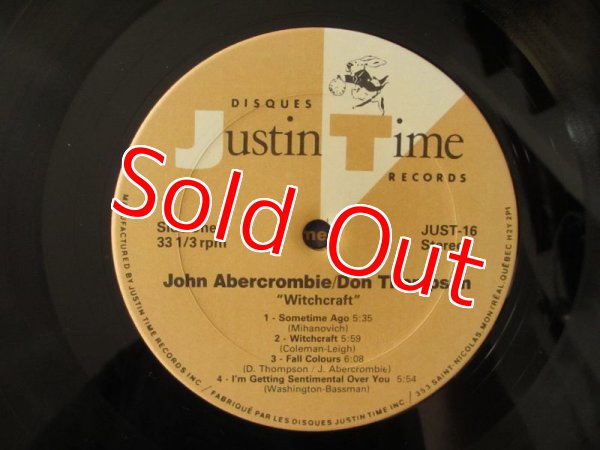 DISQUES
Justin Time
RECORDS
Sold Out
33 1/3 rpm
JUST-16
Stereo
John Abercrombie/Don
"Witchcraft"
1 - Sometime Ago 5:35
(Mihanovich)
2 - Witchcraft 5:59
(Coleman-Leigh)
3 - Fall Colours 6:08
(D. Thompson / J. Abercrombie)
4 - I'm Getting Sentimental Over You 5:54
(Washington-Bassman)
MANUFACTURED BY JUSTIN TIME RECORDS INC / FABRIQUÉ PAR LES DISQUES JUSTIN TIME INC / 353 SAINT-NICOLAS, MONTRÉAL, QUÉBEC H2Y 2P1